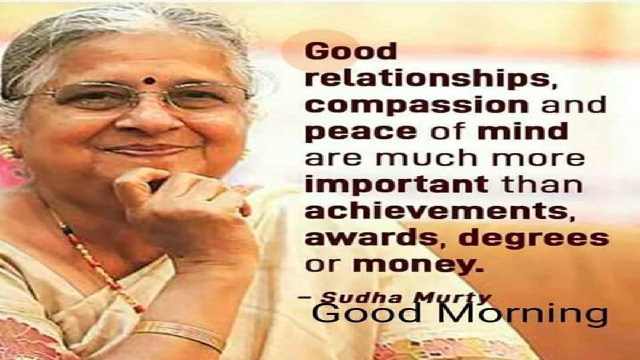 Good
relationships,
compassion and
peace of mind
are much more
important than
achievements,
awards, degrees
or money.
– Sudha Murty
Good Morning